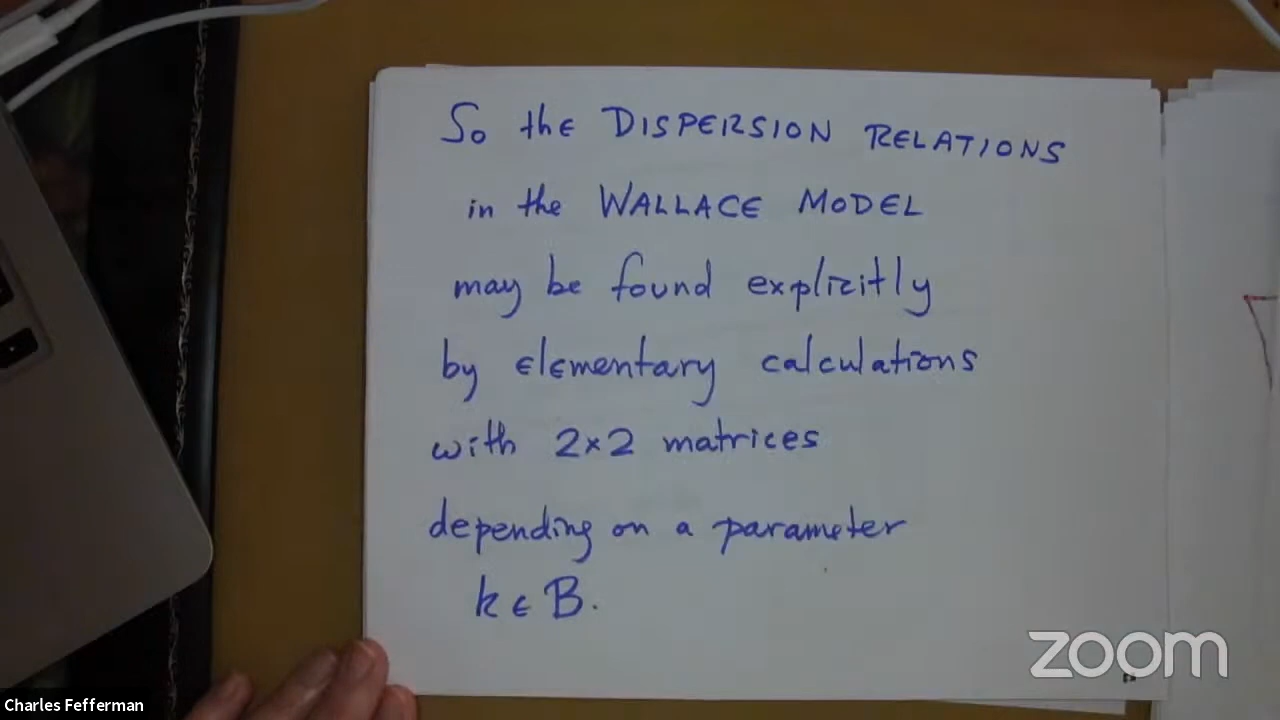 So the DISPERSION RELATIONS
in the WALLACE MODEL
may be found explicitly
by elementary calculations
with 2×2 matrices
depending on a parameter
k ∈ B.
zoom
Charles Fefferman